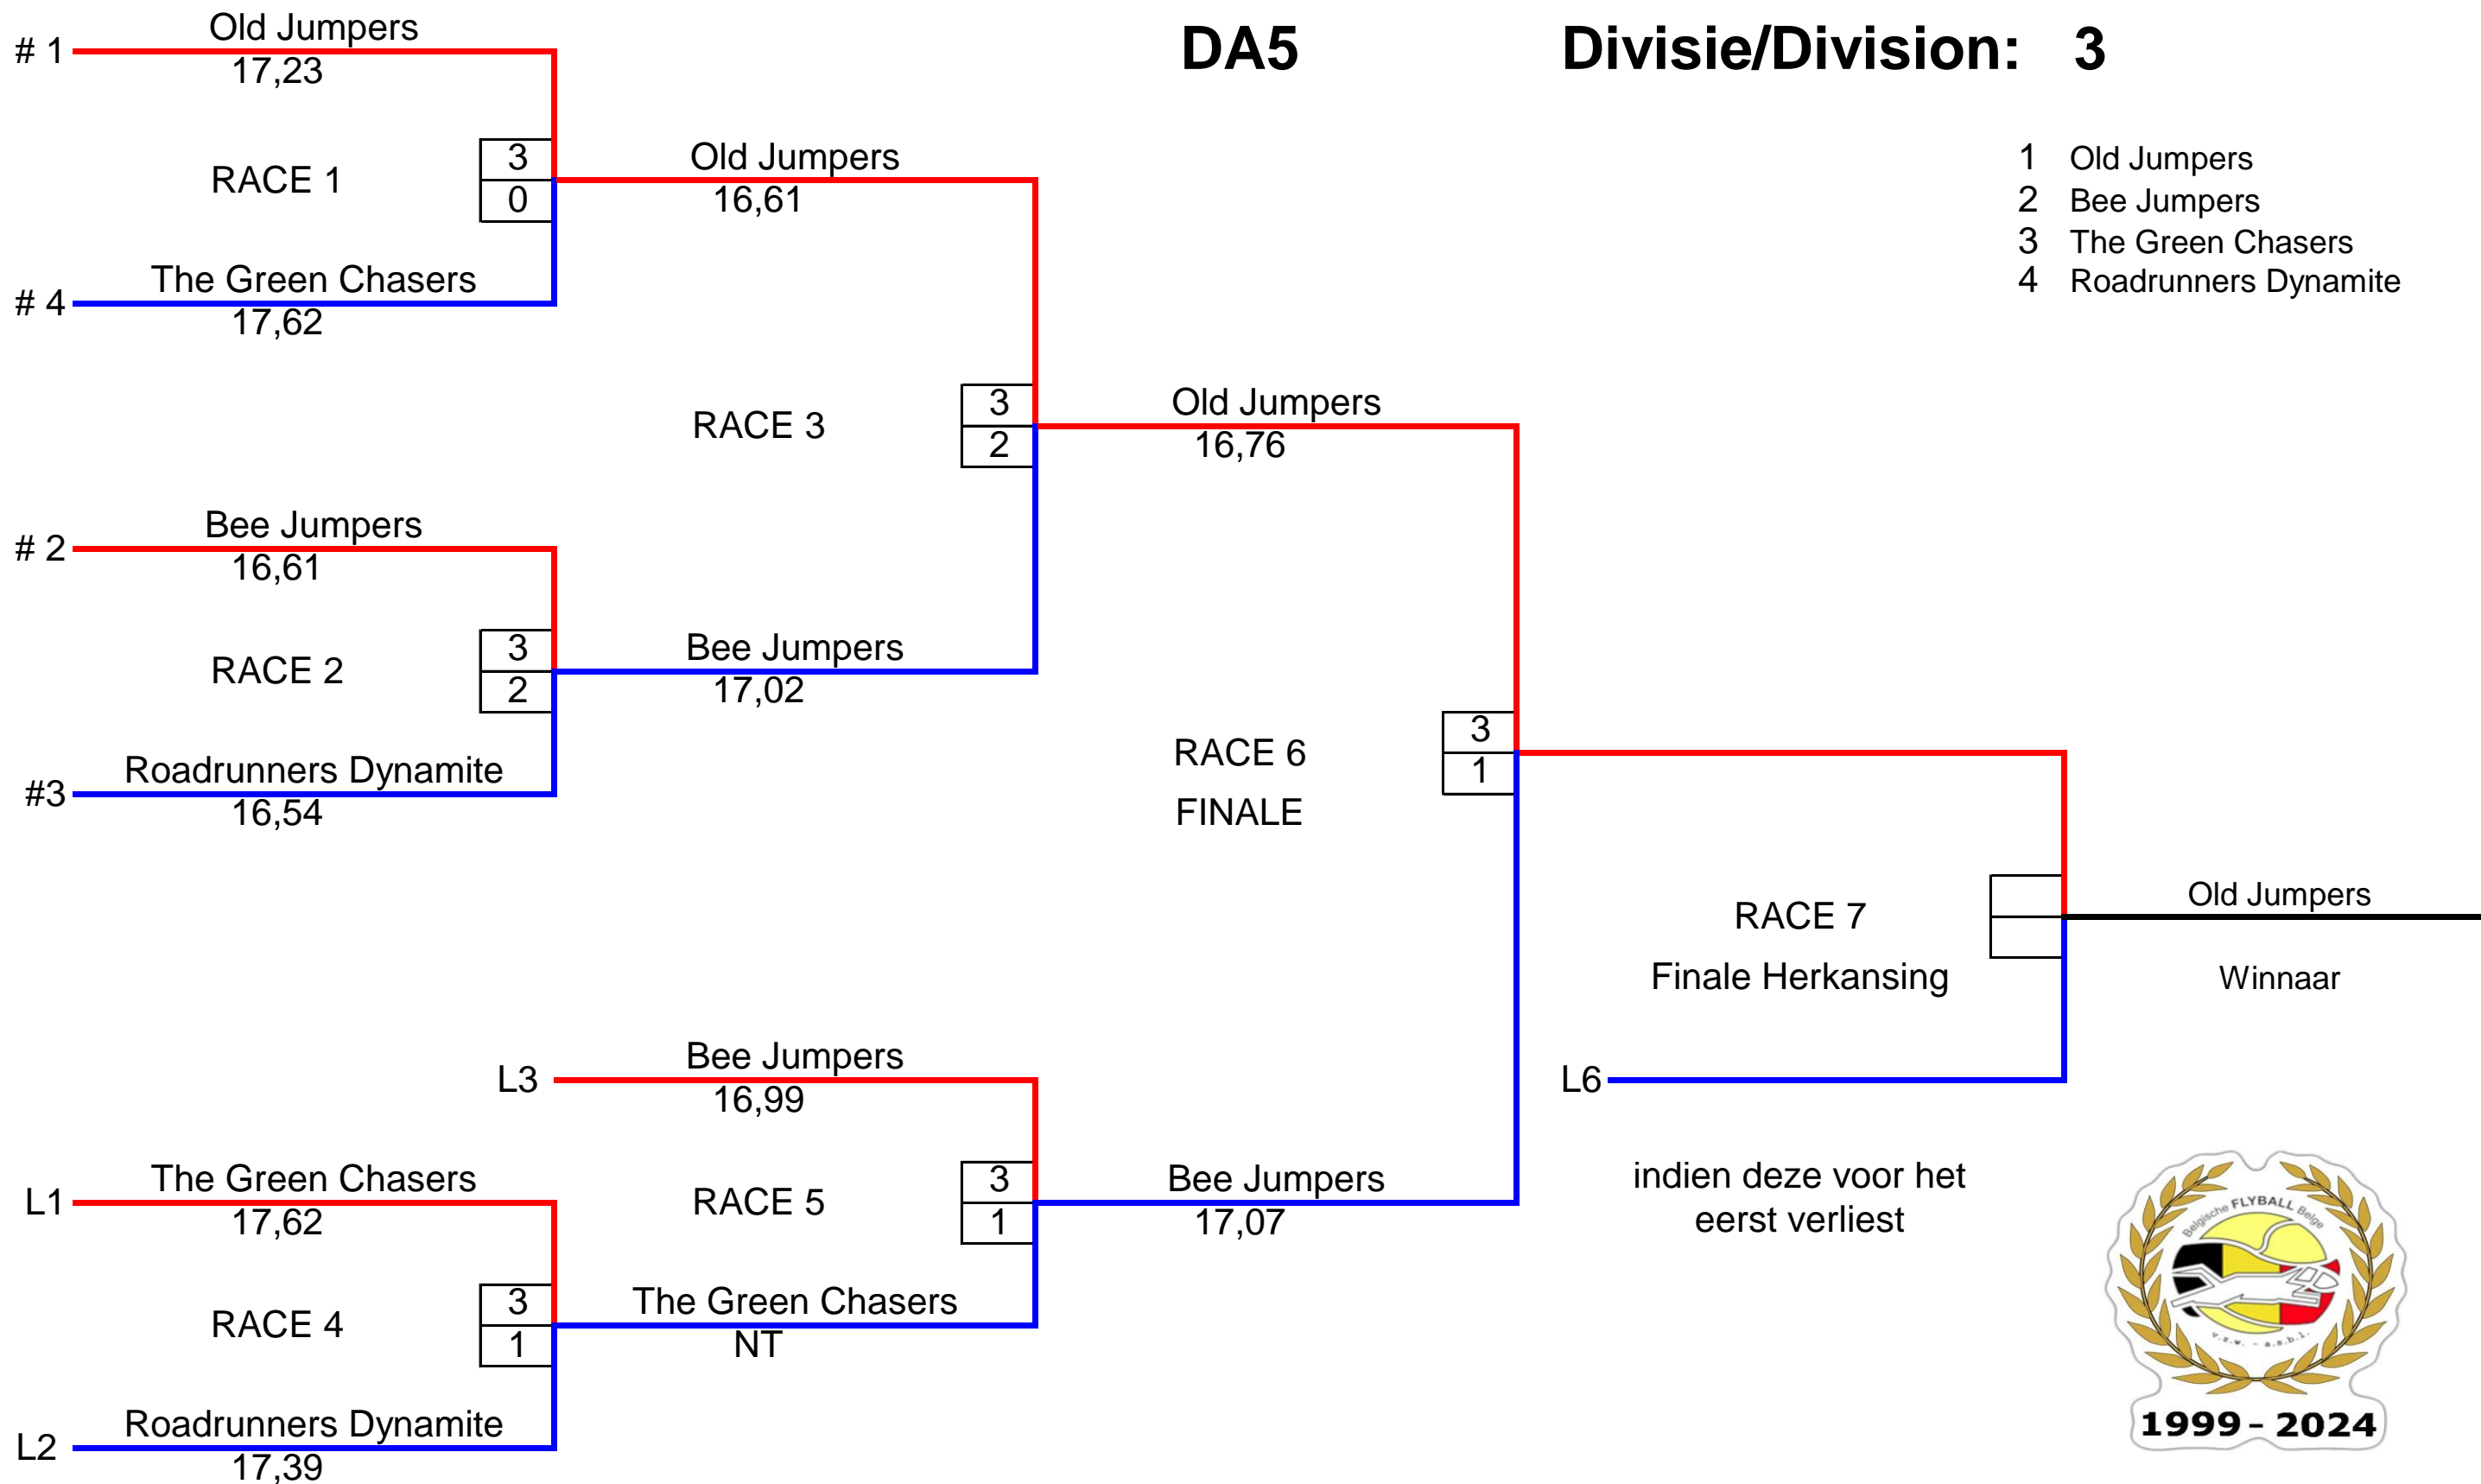 DA5
Divisie/Division: 3
1 Old Jumpers
2 Bee Jumpers
3 The Green Chasers
4 Roadrunners Dynamite
# 1
Old Jumpers
17,23
RACE 1
3
0
# 4
The Green Chasers
17,62
Old Jumpers
16,61
# 2
Bee Jumpers
16,61
RACE 2
3
2
#3
Roadrunners Dynamite
16,54
Bee Jumpers
17,02
RACE 3
3
2
Old Jumpers
16,76
RACE 6
FINALE
3
1
L3
Bee Jumpers
16,99
RACE 5
3
1
Bee Jumpers
17,07
L1
The Green Chasers
17,62
RACE 4
3
1
The Green Chasers
NT
L2
Roadrunners Dynamite
17,39
RACE 7
Finale Herkansing
Old Jumpers
Winnaar
L6
indien deze voor het
eerst verliest
Belgische FLYBALL Belge
v.z.w. - a.s.b.l.
1999 - 2024